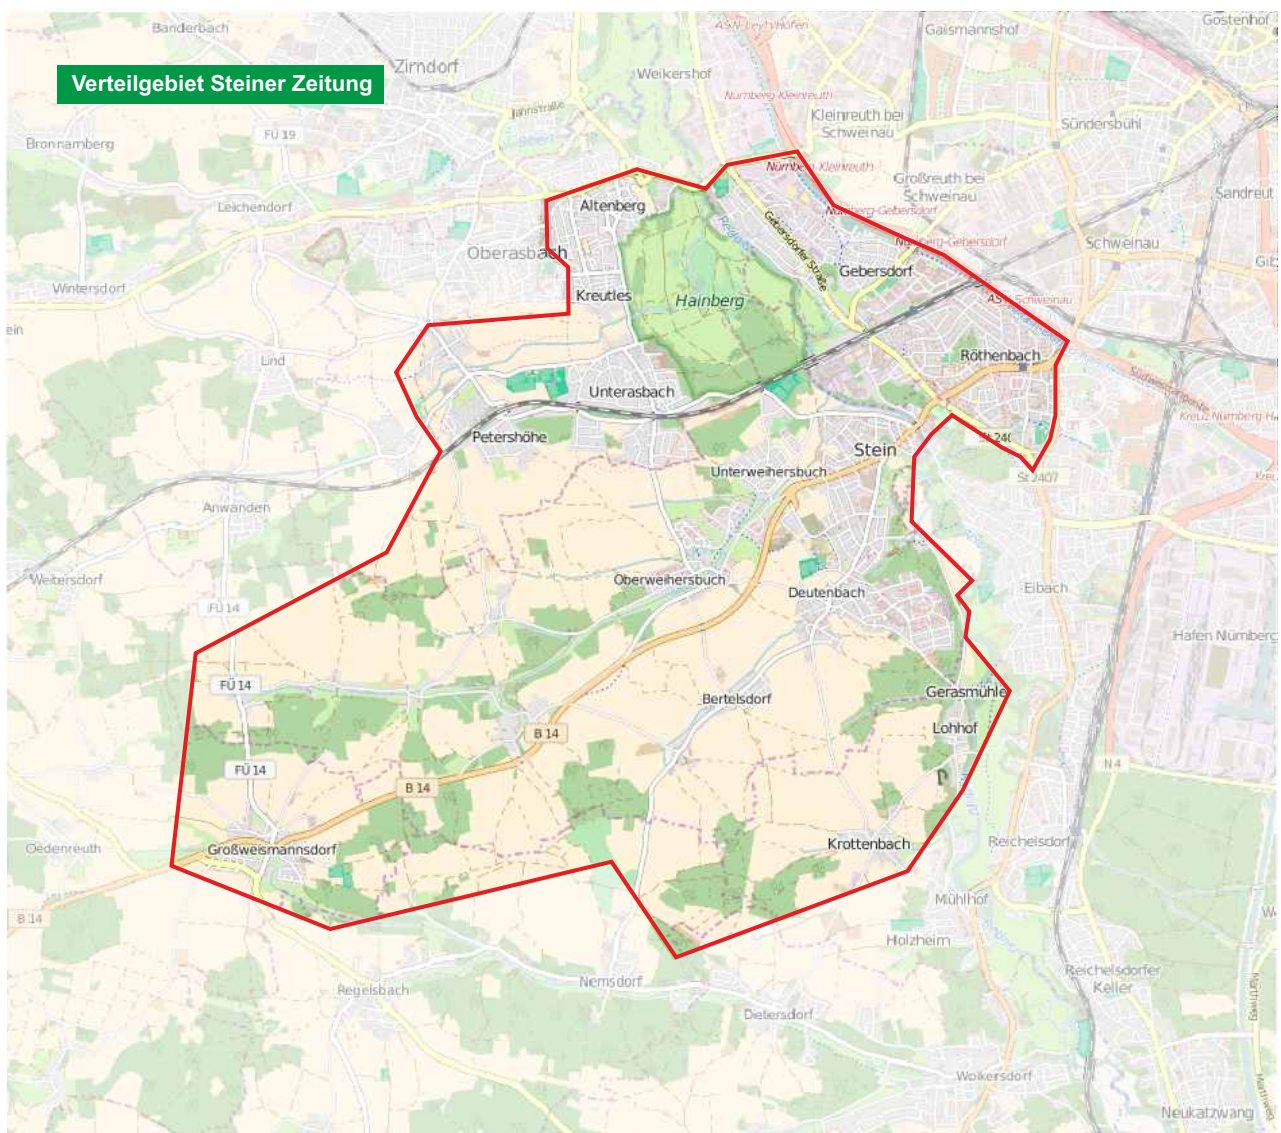 Gostenhof
Banderbach
ASN-Leyh/Höfen
Gaismannshof
Zirndorf
Weikershof
Verteilgebiet Steiner Zeitung
Nürnberg-Kleinreuth
Jahnstraße
Kleinreuth bei
Schweinau
Sündersbühl
FÜ 19
Bronnamberg
Nürnberg-Kleinreuth
Großreuth bei
Schweinau
Sandreut
Leichendorf
Altenberg
Nürnberg-Gebersdorf
Gebersdorfer Straße
Nürnberg-Gebersdorf
Schweinau
Oberasbach
Gebersdorf
Wintersdorf
Kreutles
Hainberg
Röthenbach
Lind
Unterasbach
Petershöhe
Stein
Unterweihersbuch
St 2407
Anwanden
Weitersdorf
Oberweihersbuch
Deutenbach
Eibach
FÜ 14
Hafen Nürnberg
FÜ 14
Bertelsdorf
Gerasmühle
Lohhof
B 14
FÜ 14
N 4
B 14
P
Oedenreuth
Großweismannsdorf
Krottenbach
Reichelsdorf
Mühlhof
B 14
Holzheim
Reichelsdorfer
Keller
Nemsdorf
Regelsbach
Dietersdorf
Wolkersdorf
Neukatzwang